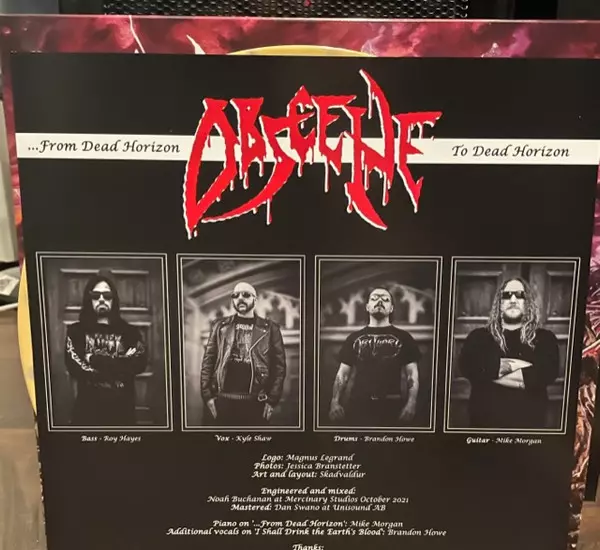 ...From Dead Horizon
OBSCENE
To Dead Horizon
Bass - Roy Hayes
Vox - Kyle Shaw
Drums - Brandon Howe
Guitar - Mike Morgan
Logo: Magnus Legrand
Photos: Jessica Branstetter
Art and layout: Skadvaldur
Engineered and mixed:
Noah Buchanan at Mercinary Studios October 2021
Mastered: Dan Swano at Unisound AB
Piano on '...From Dead Horizon': Mike Morgan
Additional vocals on 'I Shall Drink the Earth's Blood': Brandon Howe
Thanks: